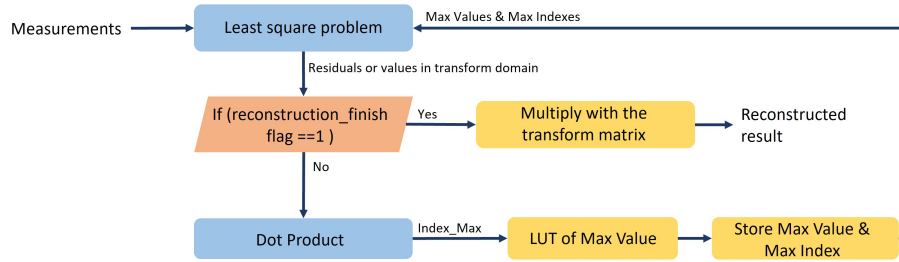 Max Values & Max Indexes
Measurements
Least square problem
Residuals or values in transform domain
If (reconstruction_finish
flag ==1 )
Yes
Multiply with the
transform matrix
Reconstructed
result
No
Dot Product
Index_Max
LUT of Max Value
Store Max Value &
Max Index